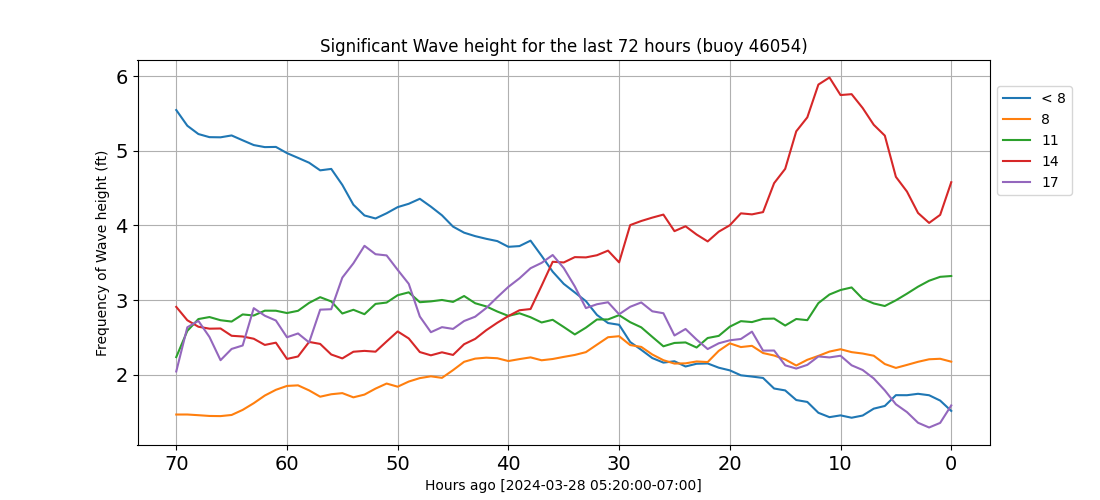 Significant Wave height for the last 72 hours (buoy 46054)
Frequency of Wave height (ft)
6
5
4
3
2
70 60 50 40 30 20 10 0
Hours ago [2024-03-28 05:20:00-07:00]
< 8
8
11
14
17